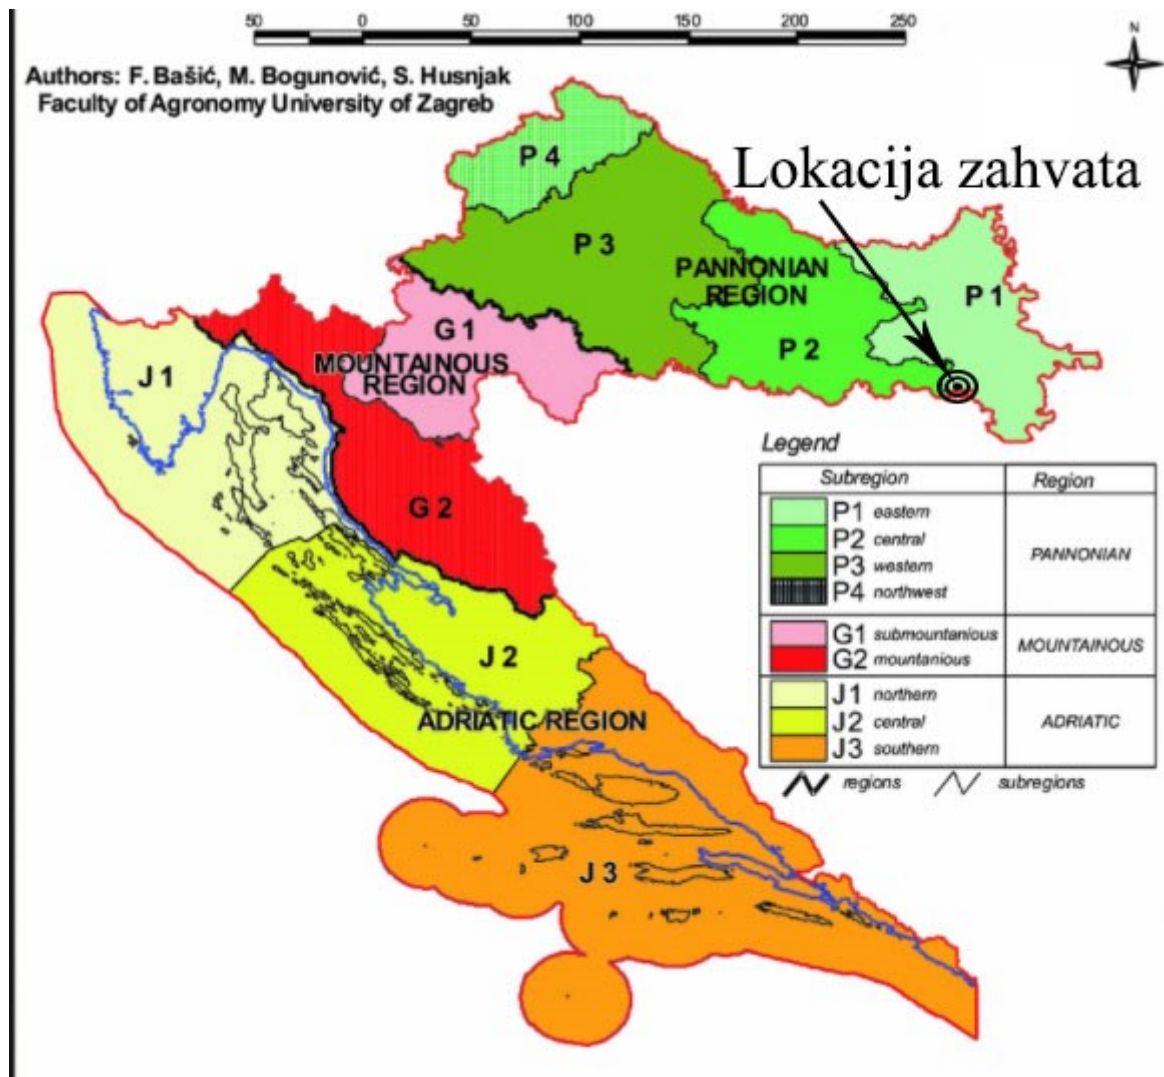 50 0 50 100 150 200 250
N
Authors: F. Bašić, M. Bogunović, S. Husnjak
Faculty of Agronomy University of Zagreb
P 4
Lokacija zahvata
P 3
PANNONIAN
REGION
P 1
G 1
MOUNTAINOUS
REGION
P 2
J 1
G 2
J 2
ADRIATIC REGION
J 3
Legend
Subregion Region
P1 eastern
P2 central
P3 western
P4 northwest
PANNONIAN
G1 submountanious
G2 mountanious
MOUNTAINOUS
J1 northern
J2 central
J3 southern
ADRIATIC
regions subregions